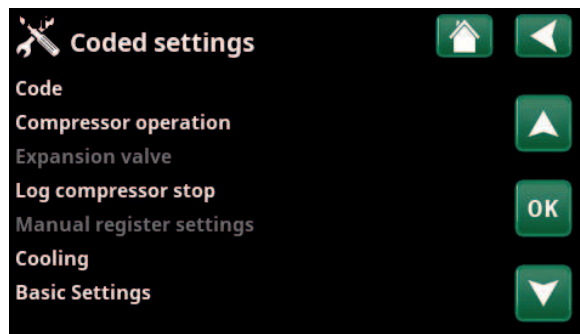 Coded settings
Code
Compressor operation
Expansion valve
Log compressor stop
OK
Manual register settings
Cooling
Basic Settings